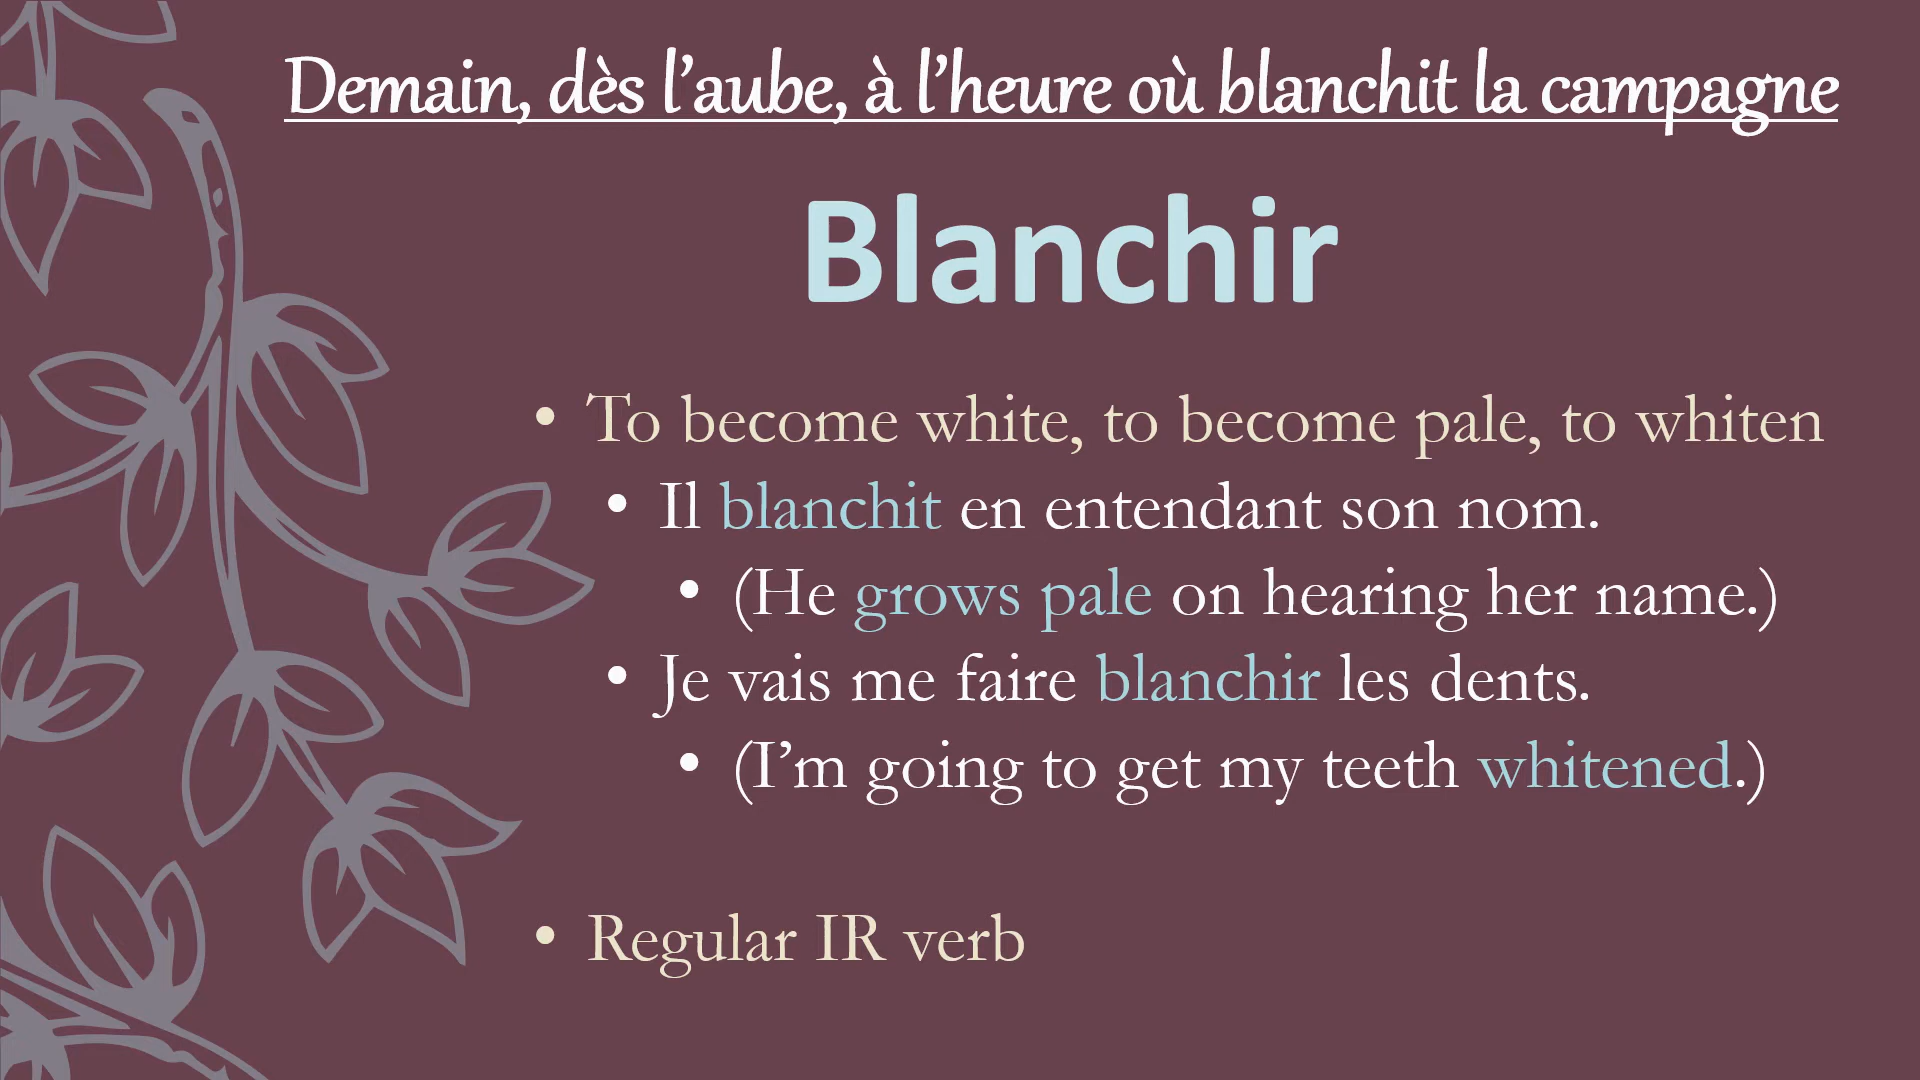 Demain, dès l’aube, à l’heure où blanchit la campagne
Blanchir
• To become white, to become pale, to whiten
• Il blanchit en entendant son nom.
• (He grows pale on hearing her name.)
• Je vais me faire blanchir les dents.
• (I’m going to get my teeth whitened.)
• Regular IR verb